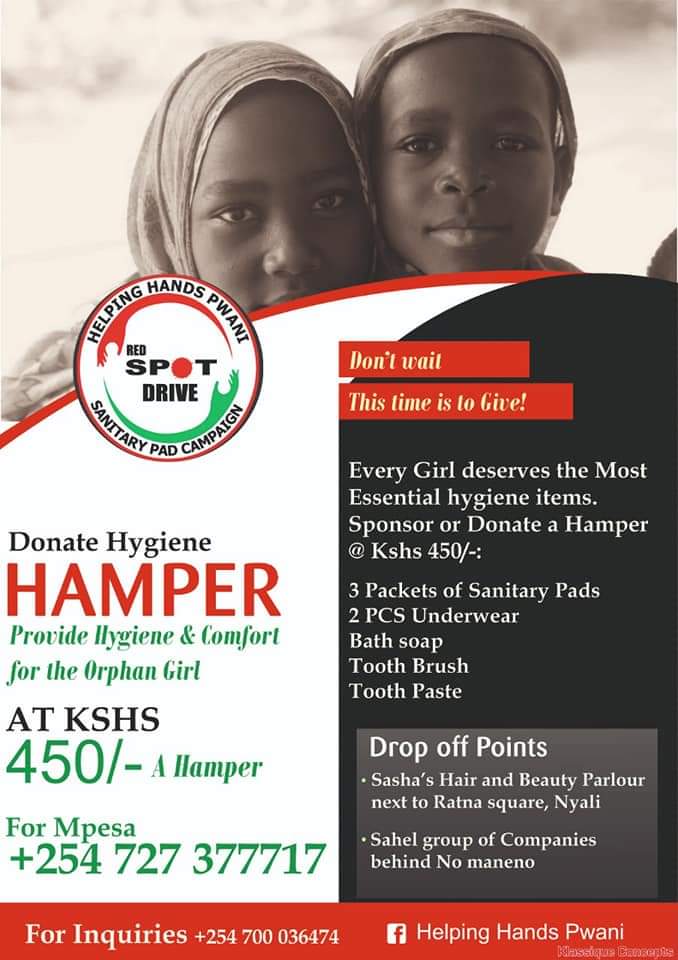 HELPING HANDS PWANI
RED
SPOT
DRIVE
SANITARY PAD CAMPAIGN
Don't wait
This time is to Give!
Every Girl deserves the Most
Essential hygiene items.
Sponsor or Donate a Hamper
@ Kshs 450/-:
3 Packets of Sanitary Pads
2 PCS Underwear
Bath soap
Tooth Brush
Tooth Paste
Donate Hygiene
HAMPER
Provide Hygiene & Comfort
for the Orphan Girl
AT KSHS
450/- A Hamper
For Mpesa
+254 727 377717
Drop off Points
• Sasha's Hair and Beauty Parlour
next to Ratna square, Nyali
• Sahel group of Companies
behind No maneno
For Inquiries +254 700 036474
f Helping Hands Pwani
Klassique Concepts